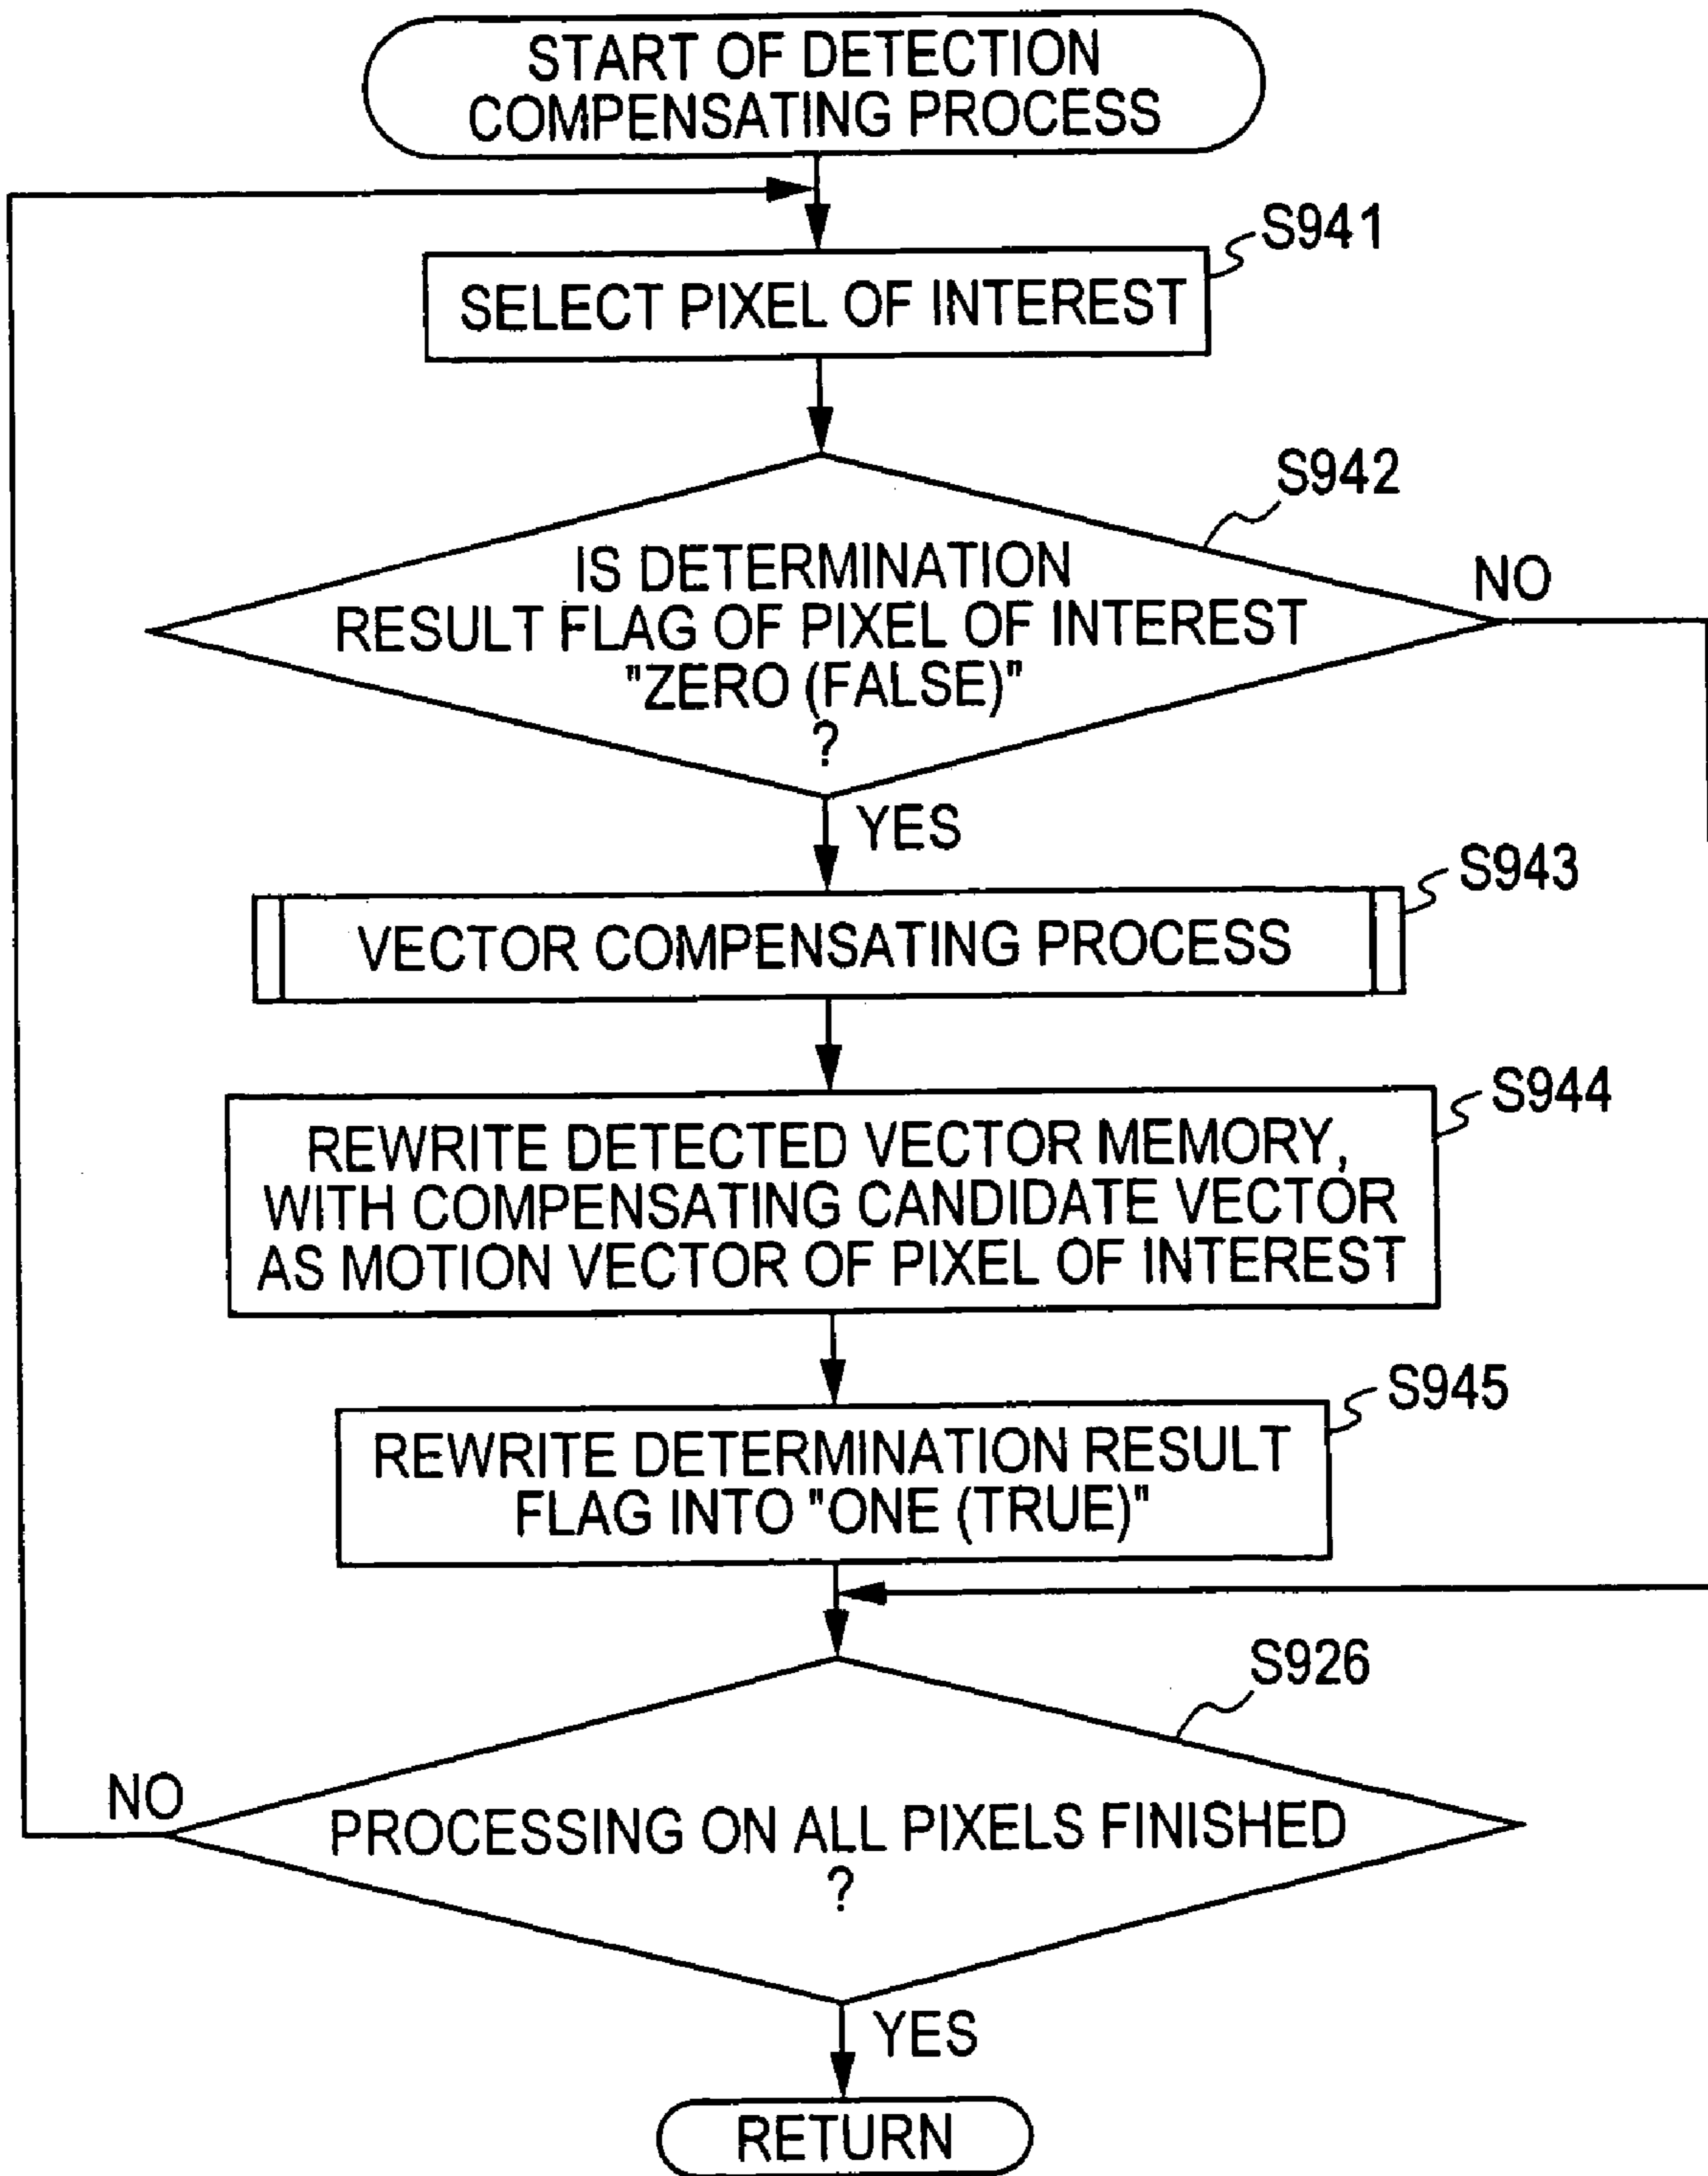 START OF DETECTION
COMPENSATING PROCESS
S941
SELECT PIXEL OF INTEREST
S942
IS DETERMINATION
RESULT FLAG OF PIXEL OF INTEREST
"ZERO (FALSE)"
?
NO
YES
S943
VECTOR COMPENSATING PROCESS
S944
REWRITE DETECTED VECTOR MEMORY,
WITH COMPENSATING CANDIDATE VECTOR
AS MOTION VECTOR OF PIXEL OF INTEREST
S945
REWRITE DETERMINATION RESULT
FLAG INTO "ONE (TRUE)"
S926
NO
PROCESSING ON ALL PIXELS FINISHED
?
YES
RETURN